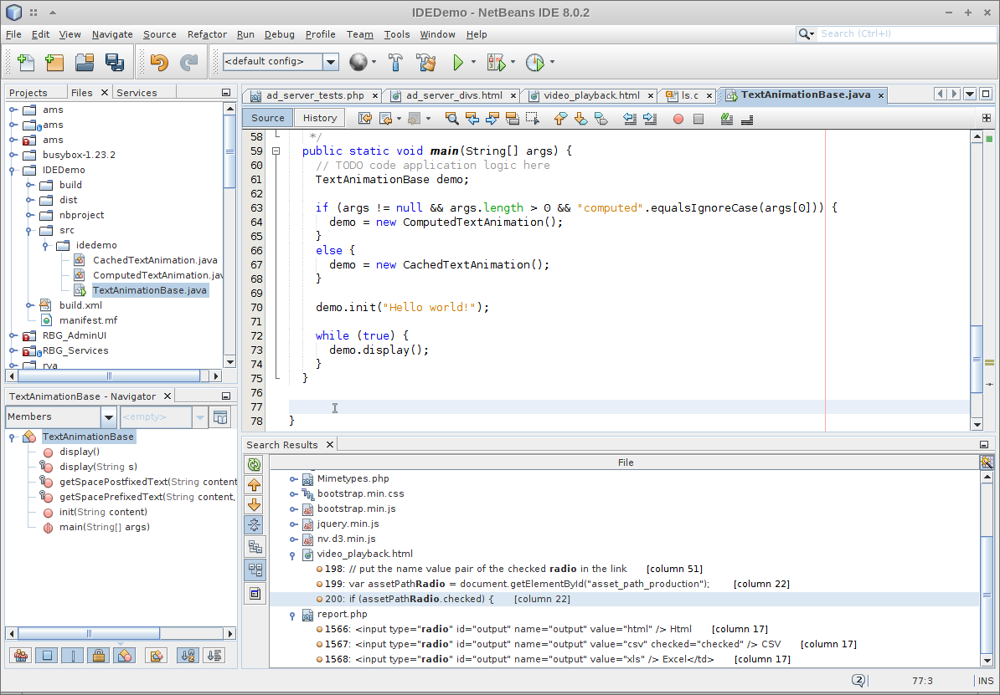 IDEDemo - NetBeans IDE 8.0.2
File Edit View Navigate Source Refactor Run Debug Profile Team Tools Window Help
Search (Ctrl+I)
<default config>
Projects Files Services
ams
ams
ams
busybox-1.23.2
IDEDemo
build
dist
nbproject
src
idedemo
CachedTextAnimation.java
ComputedTextAnimation.jav
TextAnimationBase.java
build.xml
manifest.mf
RBG_AdminUI
RBG_Services
rva
TextAnimationBase - Navigator
Members <empty>
TextAnimationBase
display()
display(String s)
getSpacePostfixedText(String content
getSpacePrefixedText(String content,
init(String content)
main(String[] args)
ad_server_tests.php ad_server_divs.html video_playback.html ls.c TextAnimationBase.java
Source History
58 */
59 public static void main(String[] args) {
60 // TODO code application logic here
61 TextAnimationBase demo;
62
63 if (args != null && args.length > 0 && "computed".equalsIgnoreCase(args[0])) {
64 demo = new ComputedTextAnimation();
65 }
66 else {
67 demo = new CachedTextAnimation();
68 }
69
70 demo.init("Hello world!");
71
72 while (true) {
73 demo.display();
74 }
75 }
76
77
78 }
Search Results
File
Mimetypes.php
bootstrap.min.css
bootstrap.min.js
jquery.min.js
nv.d3.min.js
video_playback.html
198: // put the name value pair of the checked radio in the link [column 51]
199: var assetPathRadio = document.getElementById("asset_path_production"); [column 22]
200: if (assetPathRadio.checked) { [column 22]
report.php
1566: <input type="radio" id="output" name="output" value="html" /> Html [column 17]
1567: <input type="radio" id="output" name="output" value="csv" checked="checked" /> CSV [column 17]
1568: <input type="radio" id="output" name="output" value="xls" /> Excel</td> [column 17]
2 77:3 INS